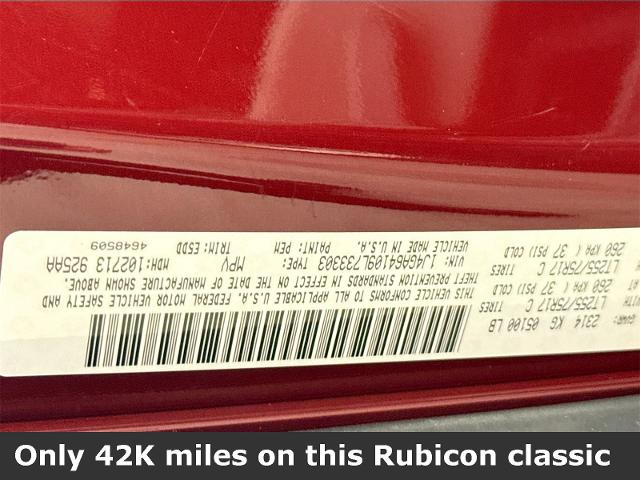 GVWR: 2314 KG 05100 LB
LT255/75R17 C TIRES
AT 260 KPA ( 37 PSI) COLD
LT255/75R17 C TIRES
260 KPA ( 37 PSI) COLD
THIS VEHICLE CONFORMS TO ALL APPLICABLE U.S.A. FEDERAL MOTOR VEHICLE SAFETY AND
THEFT PREVENTION STANDARDS IN EFFECT ON THE DATE OF MANUFACTURE SHOWN ABOVE.
VIN: 1J4GA64109L733303 TYPE: MPV MDH:102713 925AA
VEHICLE MADE IN U.S.A. PAINT: PEM TRIM: E5DD 4648509
Only 42K miles on this Rubicon classic